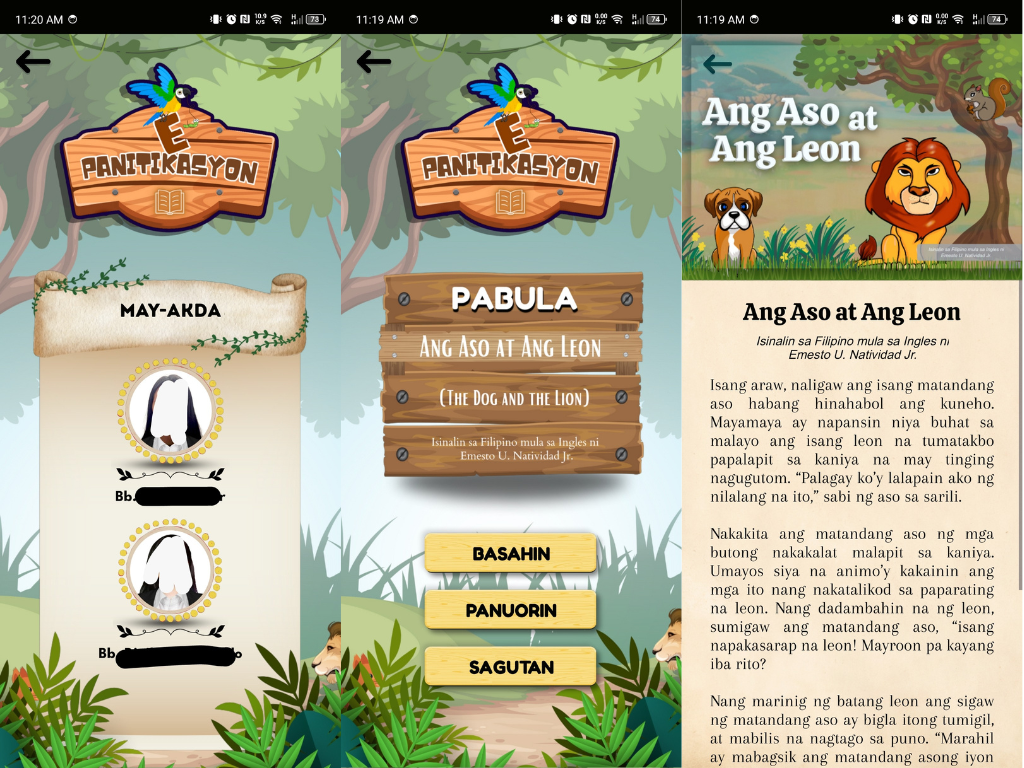 11:20 AM
10.9
K/S
73
E
PANITIKASYON
MAY-AKDA
Bb.
Bb.
11:19 AM
0.00
K/S
74
E
PANITIKASYON
PABULA
ANG ASO AT ANG LEON
(THE DOG AND THE LION)
Isinalin sa Filipino mula sa Ingles ni
Emesto U. Natividad Jr.
BASAHIN
PANUORIN
SAGUTAN
11:19 AM
0.00
K/S
74
Ang Aso at
Ang Leon
Isinalin sa Filipino mula sa Ingles ni
Emesto U. Natividad Jr.
Ang Aso at Ang Leon
Isinalin sa Filipino mula sa Ingles ni
Emesto U. Natividad Jr.
Isang araw, naligaw ang isang matandang
aso habang hinahabol ang kuneho.
Mayamaya ay napansin niya buhat sa
malayo ang isang leon na tumatakbo
papalapit sa kaniya na may tinging
nagugutom. “Palagay ko’y lalapain ako ng
nilalang na ito,” sabi ng aso sa sarili.
Nakakita ang matandang aso ng mga
butong nakakalat malapit sa kaniya.
Umayos siya na animo’y kakainin ang
mga ito nang nakatalikod sa paparating
na leon. Nang dadambahin na ng leon,
sumigaw ang matandang aso, “isang
napakasarap na leon! Mayroon pa kayang
iba rito?
Nang marinig ng batang leon ang sigaw
ng matandang aso ay bigla itong tumigil,
at mabilis na nagtago sa puno. “Marahil
ay mabagsik ang matandang asong iyon